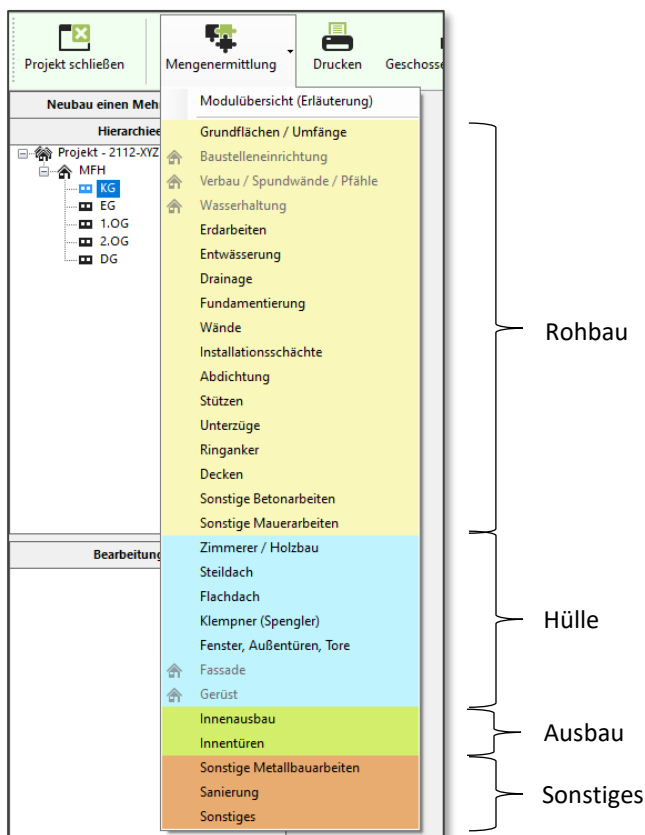 Projekt schließen
Mengenermittlung
Drucken
Geschosse
Neubau einen Meh
Modulübersicht (Erläuterung)
Hierarchiee
Projekt - 2112-XYZ
MFH
KG
EG
1.OG
2.OG
DG
Grundflächen / Umfänge
Baustelleneinrichtung
Verbau / Spundwände / Pfähle
Wasserhaltung
Erdarbeiten
Entwässerung
Drainage
Fundamentierung
Wände
Installationsschächte
Abdichtung
Stützen
Unterzüge
Ringanker
Decken
Sonstige Betonarbeiten
Sonstige Mauerarbeiten
Rohbau
Bearbeitung
Zimmerer / Holzbau
Steildach
Flachdach
Klempner (Spengler)
Fenster, Außentüren, Tore
Fassade
Gerüst
Hülle
Innenausbau
Innentüren
Ausbau
Sonstige Metallbauarbeiten
Sanierung
Sonstiges
Sonstiges